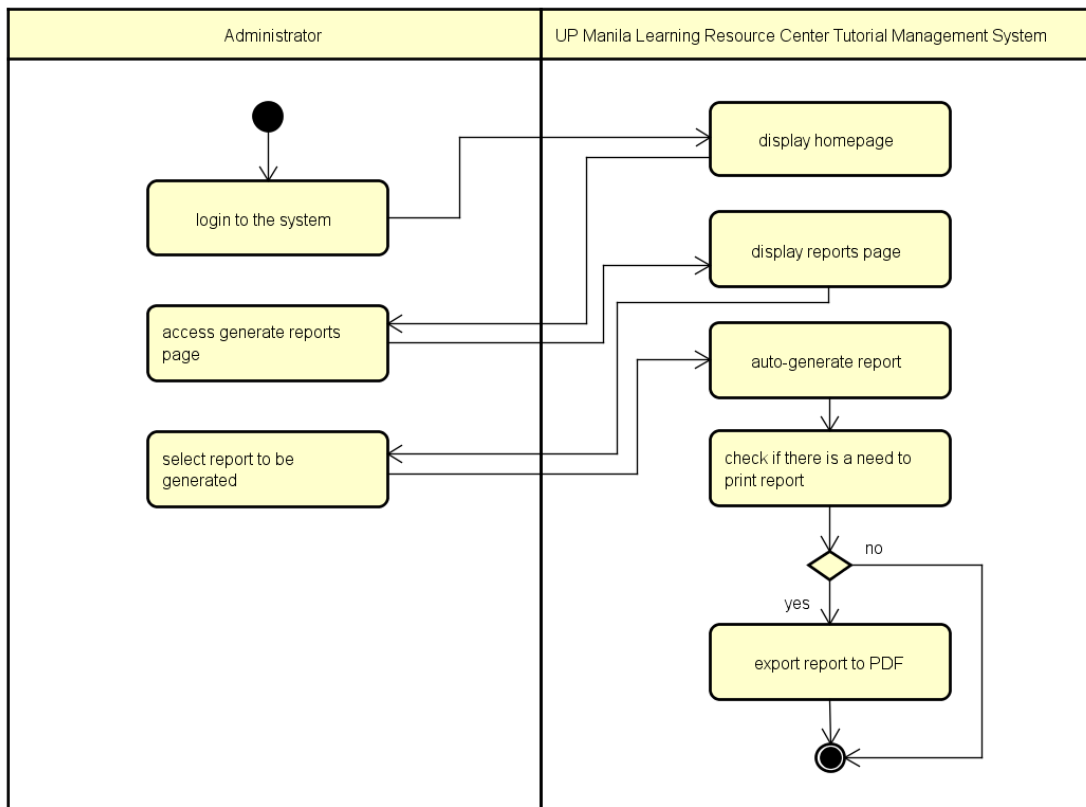 Administrator
UP Manila Learning Resource Center Tutorial Management System
display homepage
login to the system
display reports page
access generate reports
page
auto-generate report
select report to be
generated
check if there is a need to
print report
no
yes
export report to PDF